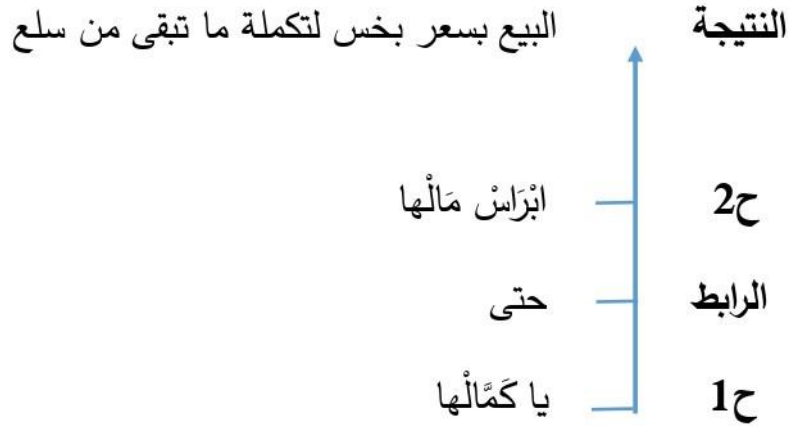 النتيجة البيع بسعر بخس لتكملة ما تبقى من سلع
ح2 ابْرَاسْ مَالْها
الرابط حتى
ح1 يا كَمَّالْها